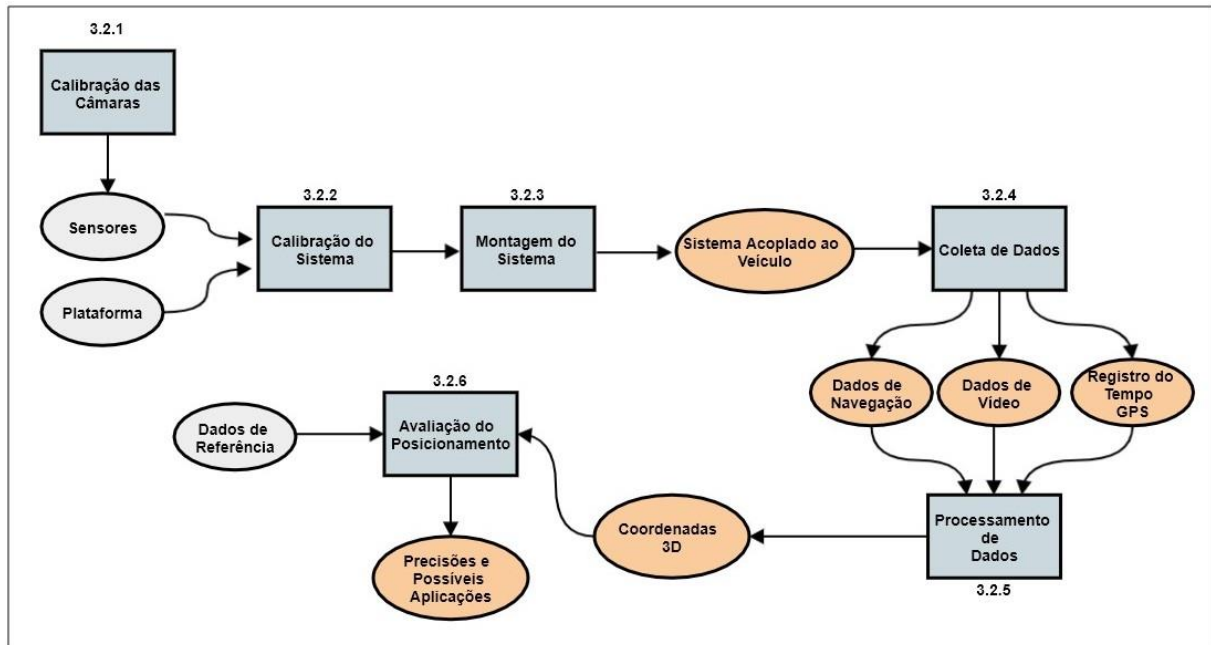 3.2.1
Calibração das
Câmaras
Sensores
Plataforma
3.2.2
Calibração do
Sistema
3.2.3
Montagem do
Sistema
Sistema Acoplado ao
Veículo
3.2.4
Coleta de Dados
Dados de
Navegação
Dados de
Vídeo
Registro do
Tempo
GPS
Processamento
de
Dados
3.2.5
Coordenadas
3D
3.2.6
Avaliação do
Posicionamento
Dados de
Referência
Precisões e
Possíveis
Aplicações